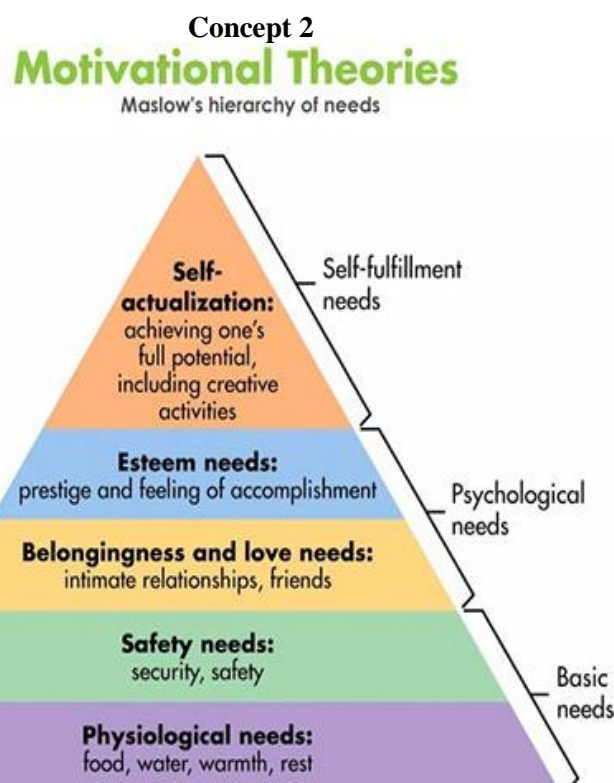 Concept 2
Motivational Theories
Maslow's hierarchy of needs
Self-
actualization:
achieving one's
full potential,
including creative
activities
Self-fulfillment
needs
Esteem needs:
prestige and feeling of accomplishment
Psychological
needs
Belongingness and love needs:
intimate relationships, friends
Safety needs:
security, safety
Basic
needs
Physiological needs:
food, water, warmth, rest